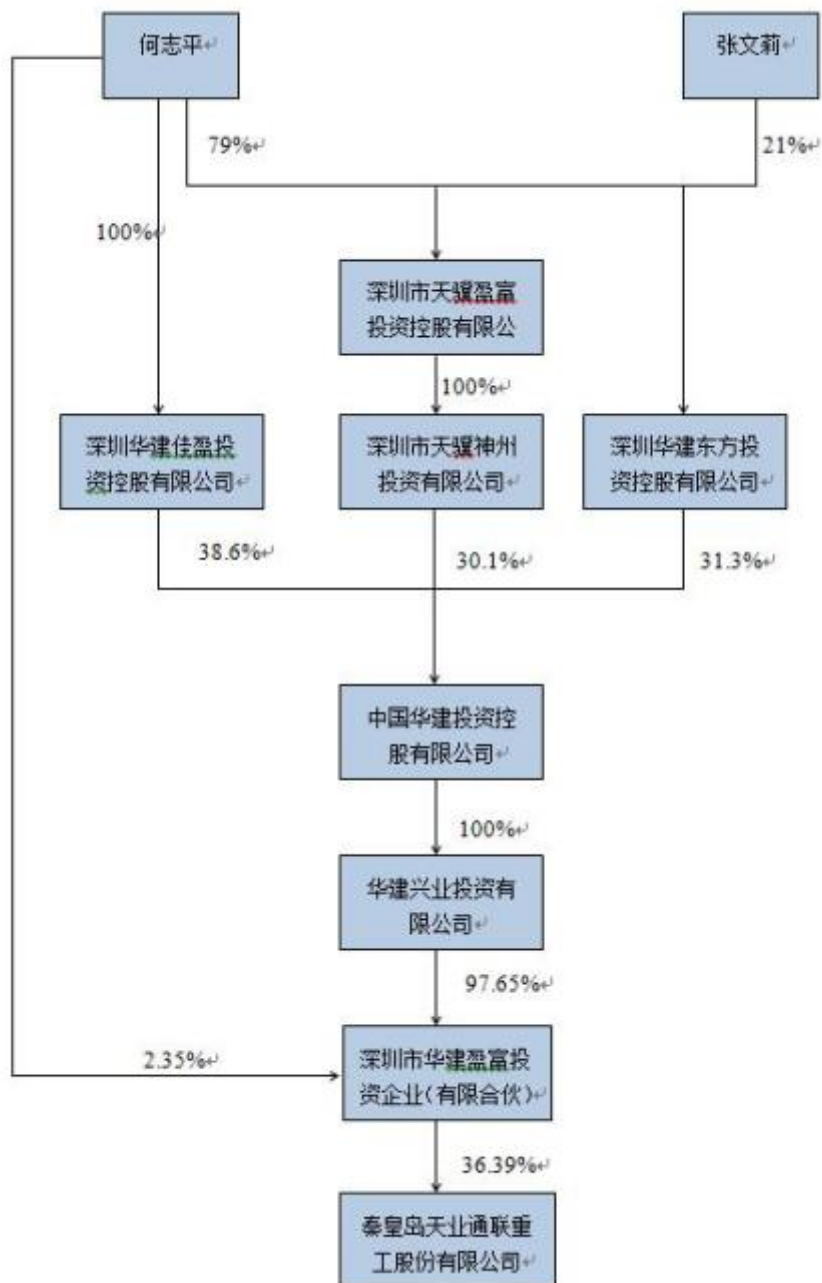 何志平
张文莉
79%
21%
100%
深圳市天骥盈富
投资控股有限公
100%
深圳华建佳盈投
资控股有限公司
深圳市天骥神州
投资有限公司
深圳华建东方投
资控股有限公司
38.6%
30.1%
31.3%
中国华建投资控
股有限公司
100%
华建兴业投资有
限公司
97.65%
2.35%
深圳市华建盈富投
资企业(有限合伙)
36.39%
秦皇岛天业通联重
工股份有限公司